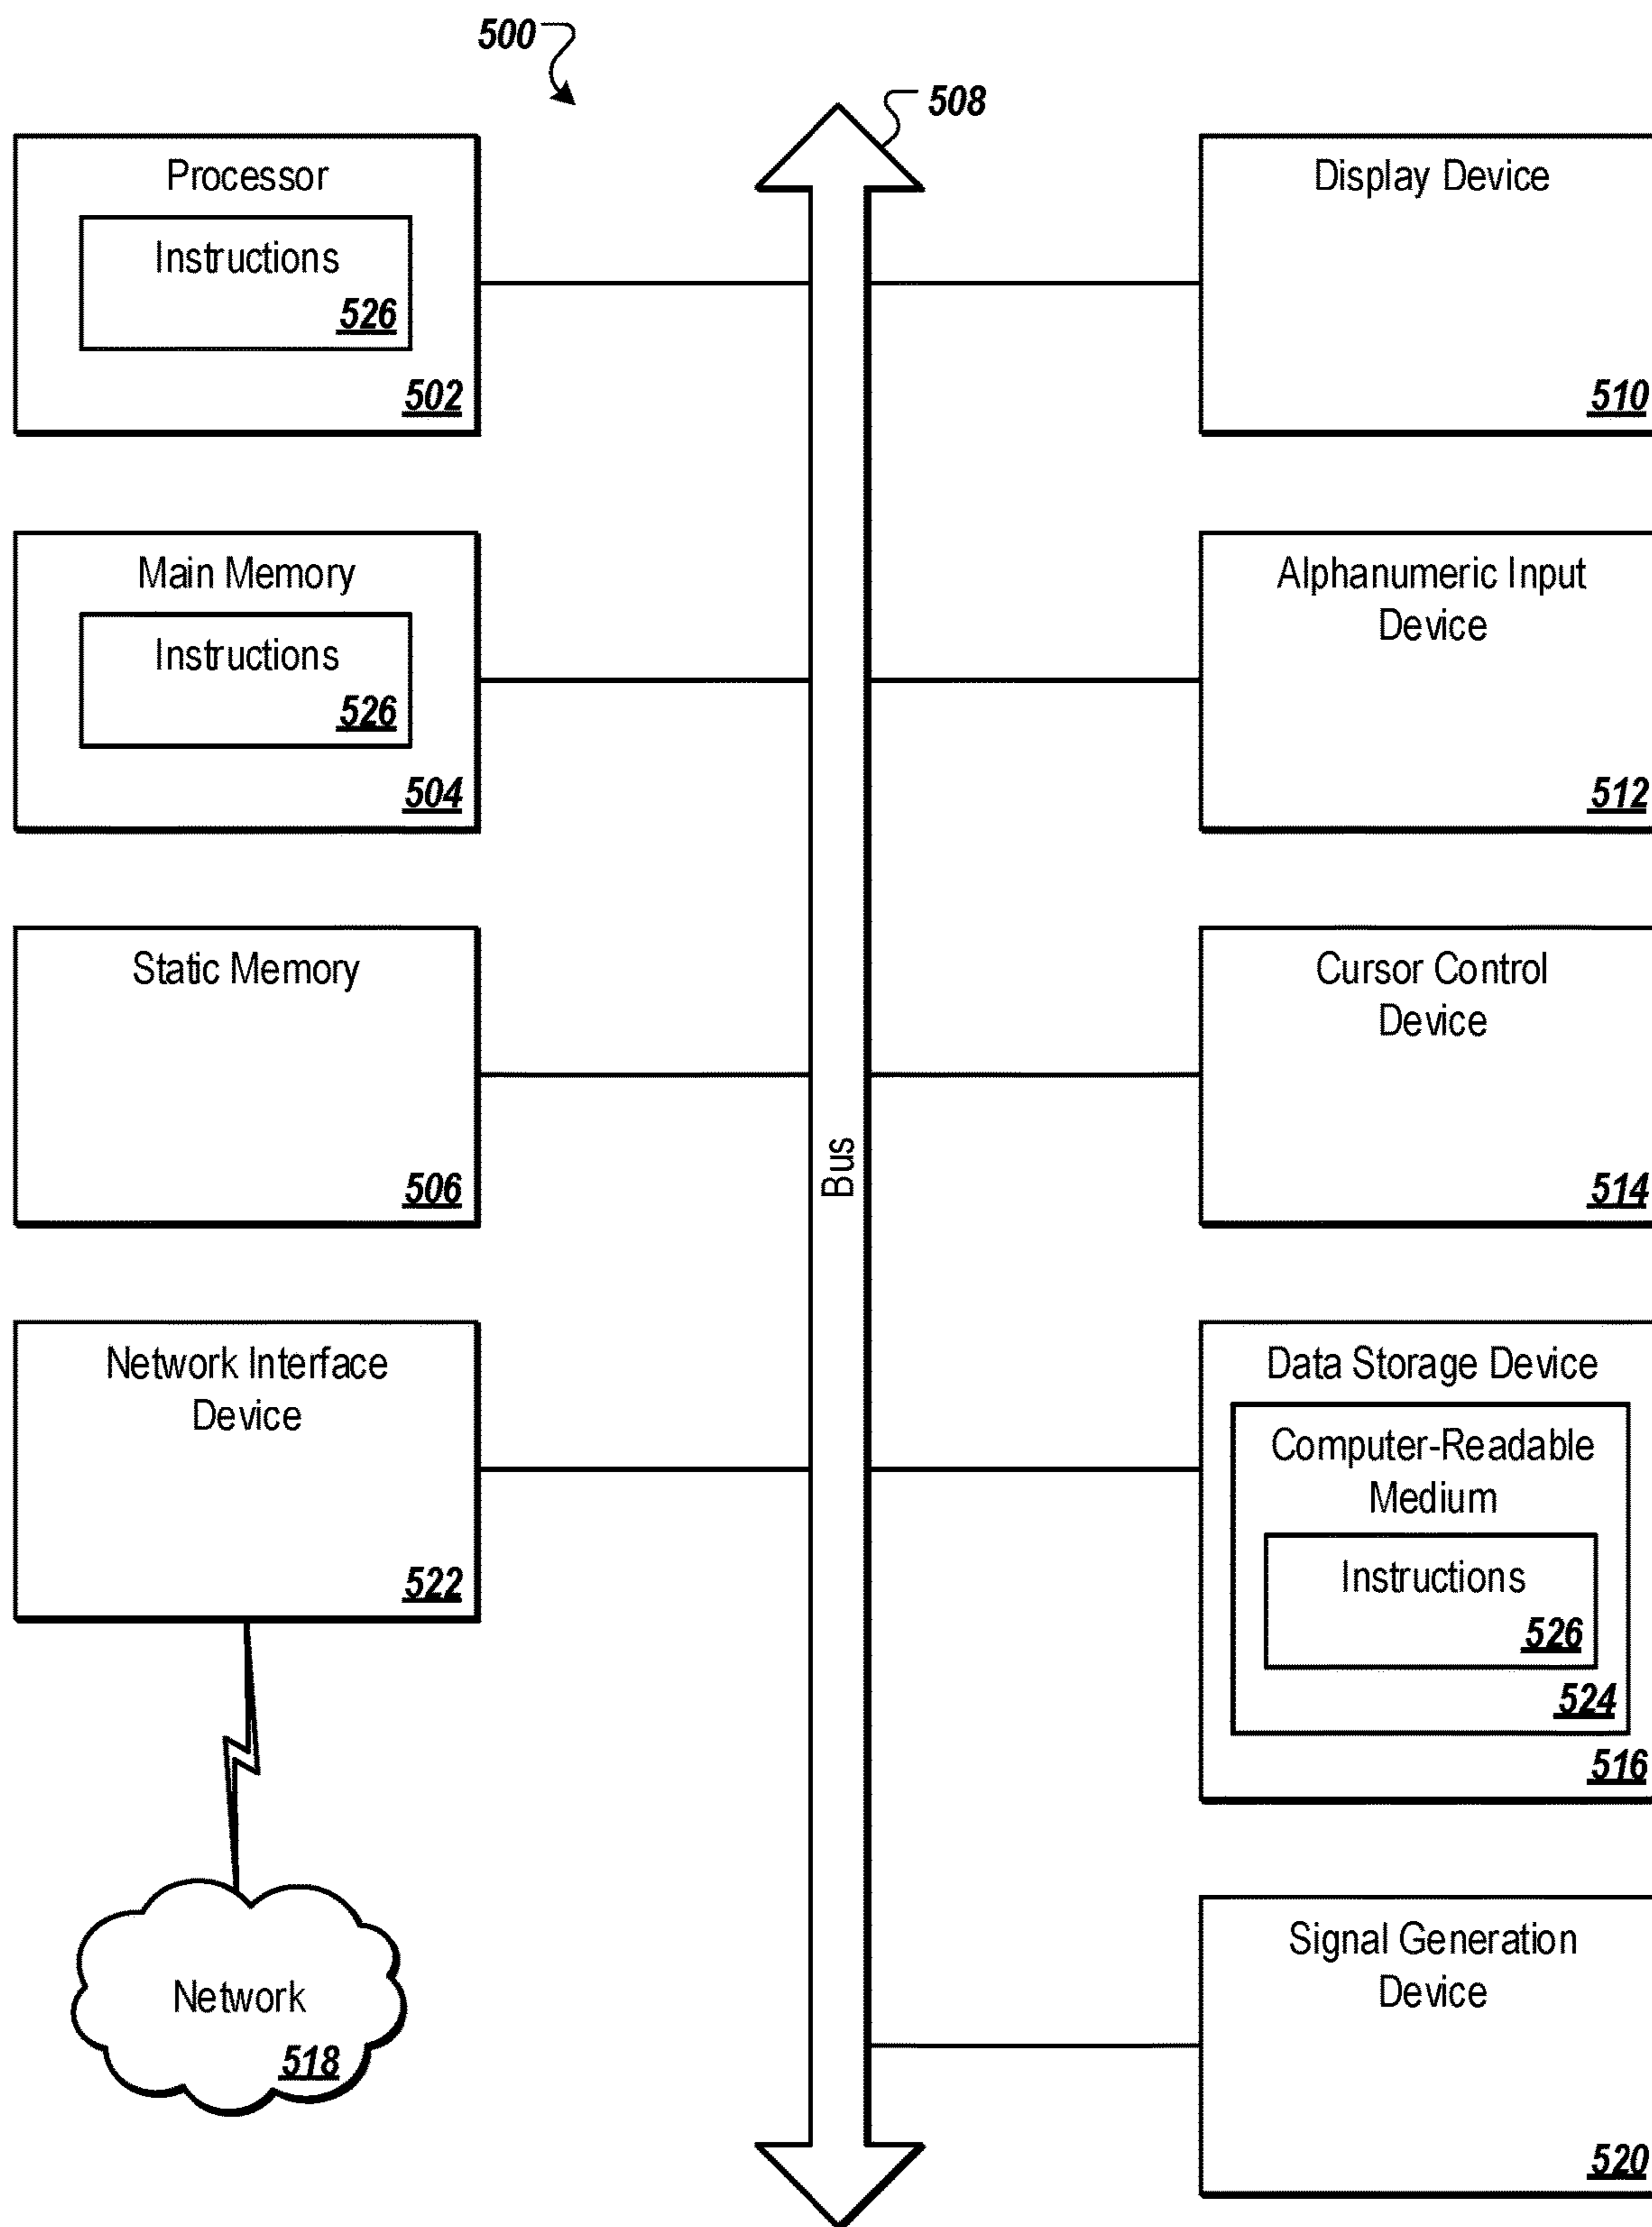 500
508
Processor
Instructions
526
502
Main Memory
Instructions
526
504
Static Memory
506
Network Interface
Device
522
Network
518
Bus
Display Device
510
Alphanumeric Input
Device
512
Cursor Control
Device
514
Data Storage Device
Computer-Readable
Medium
Instructions
526
524
516
Signal Generation
Device
520